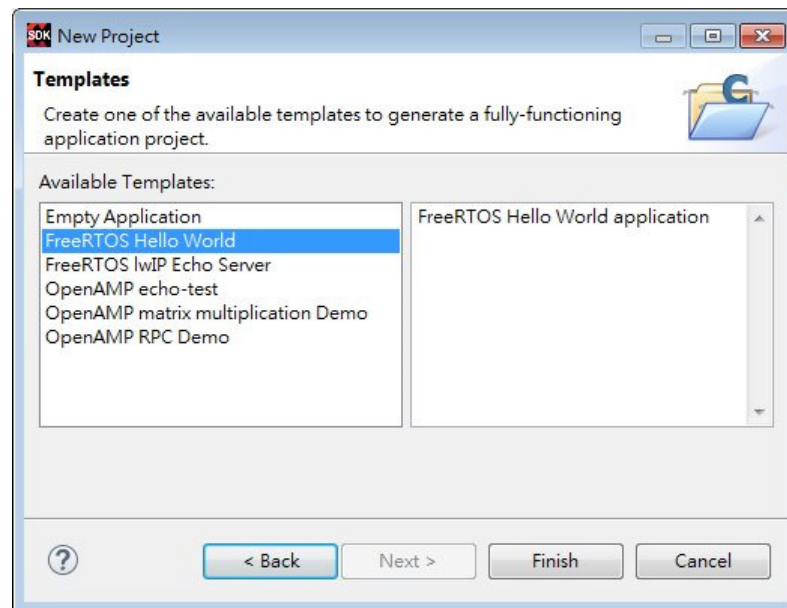 SDK New Project
Templates
Create one of the available templates to generate a fully-functioning
application project.
Available Templates:
Empty Application
FreeRTOS Hello World
FreeRTOS lwIP Echo Server
OpenAMP echo-test
OpenAMP matrix multiplication Demo
OpenAMP RPC Demo
FreeRTOS Hello World application
? < Back Next > Finish Cancel